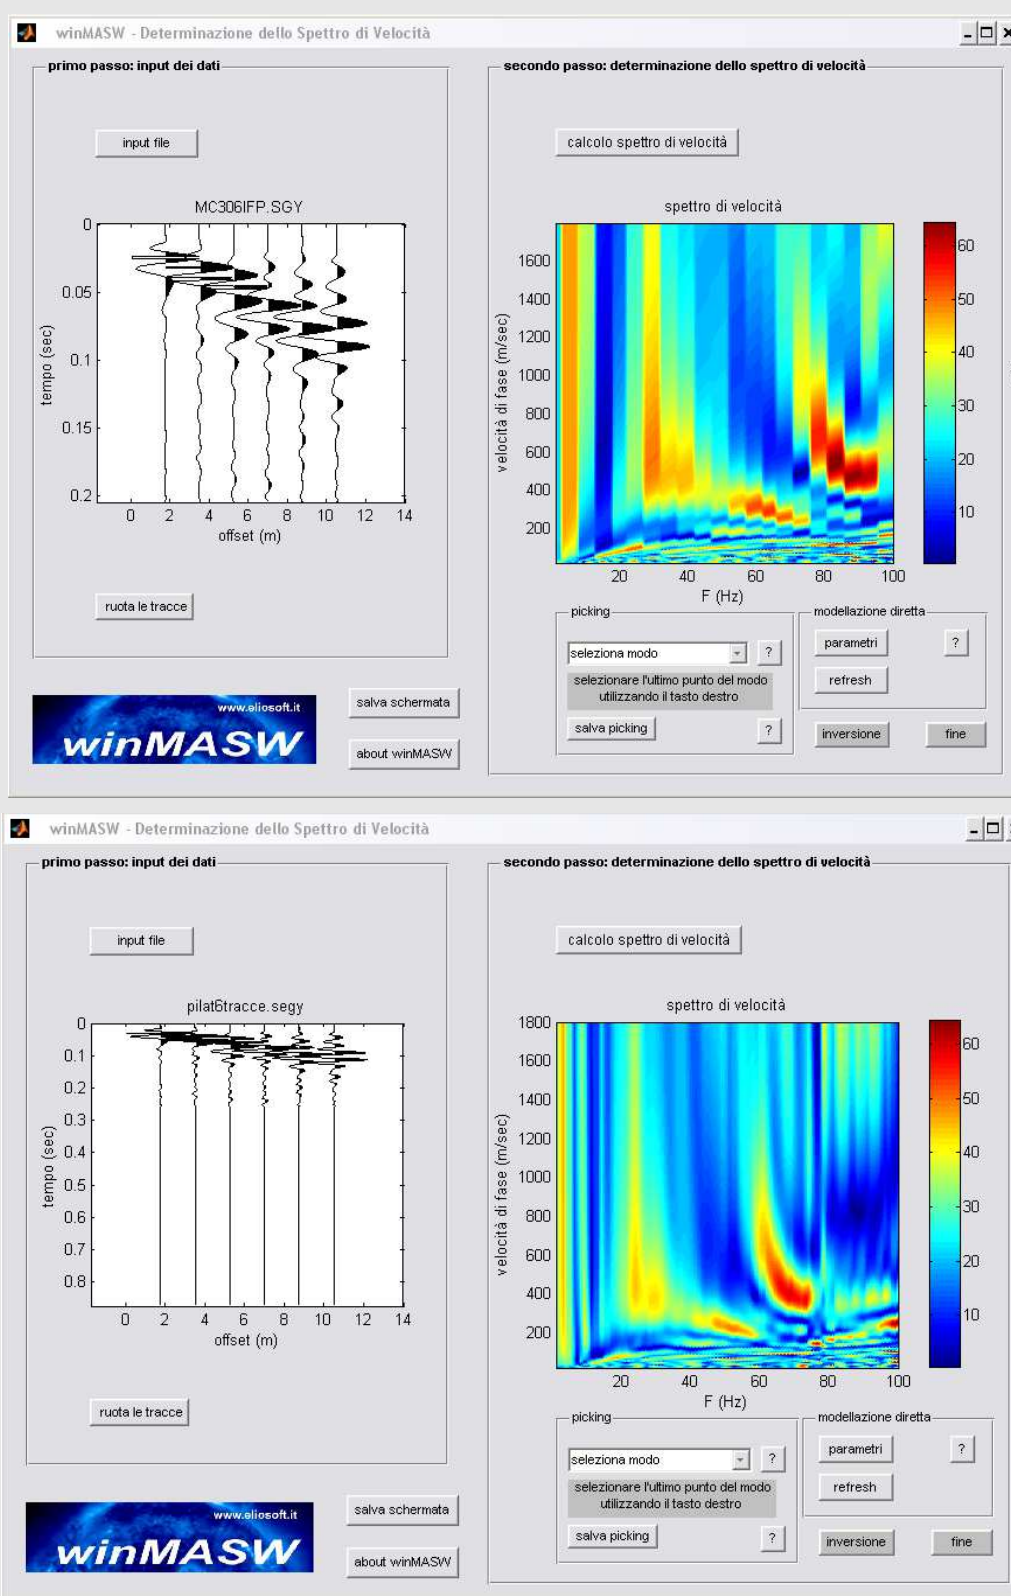 winMASW - Determinazione dello Spettro di Velocità
primo passo: input dei dati
input file
MC306IFP.SGY
0
0.05
0.1
0.15
0.2
tempo (sec)
0 2 4 6 8 10 12 14
offset (m)
ruota le tracce
www.eliosoft.it
winMASW
salva schermata
about winMASW
secondo passo: determinazione dello spettro di velocità
calcolo spettro di velocità
spettro di velocità
1600
1400
1200
1000
800
600
400
200
velocità di fase (m/sec)
20 40 60 80 100
F (Hz)
60
50
40
30
20
10
picking
seleziona modo
?
selezionare l'ultimo punto del modo
utilizzando il tasto destro
salva picking
?
modellazione diretta
parametri
?
refresh
inversione
fine
winMASW - Determinazione dello Spettro di Velocità
primo passo: input dei dati
input file
pilat6tracce.segy
0
0.1
0.2
0.3
0.4
0.5
0.6
0.7
0.8
tempo (sec)
0 2 4 6 8 10 12 14
offset (m)
ruota le tracce
www.eliosoft.it
winMASW
salva schermata
about winMASW
secondo passo: determinazione dello spettro di velocità
calcolo spettro di velocità
spettro di velocità
1800
1600
1400
1200
1000
800
600
400
200
velocità di fase (m/sec)
20 40 60 80 100
F (Hz)
60
50
40
30
20
10
picking
seleziona modo
?
selezionare l'ultimo punto del modo
utilizzando il tasto destro
salva picking
?
modellazione diretta
parametri
?
refresh
inversione
fine